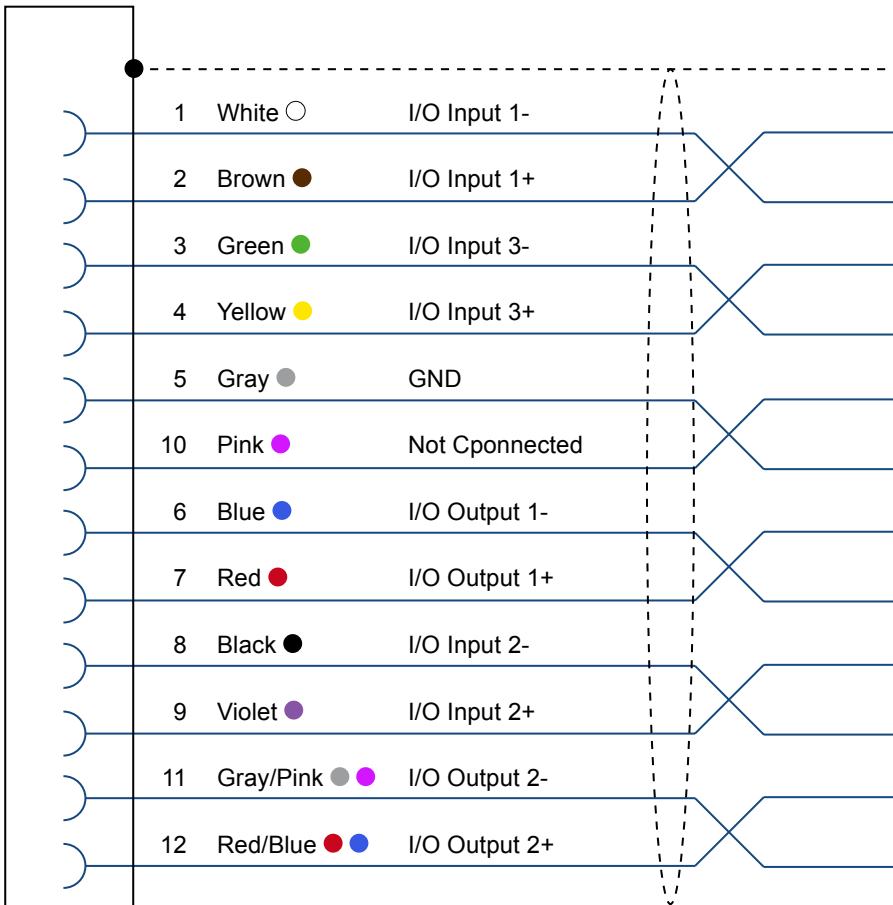 1 White I/O Input 1-
2 Brown I/O Input 1+
3 Green I/O Input 3-
4 Yellow I/O Input 3+
5 Gray GND
10 Pink Not Cponnected
6 Blue I/O Output 1-
7 Red I/O Output 1+
8 Black I/O Input 2-
9 Violet I/O Input 2+
11 Gray/Pink I/O Output 2-
12 Red/Blue I/O Output 2+